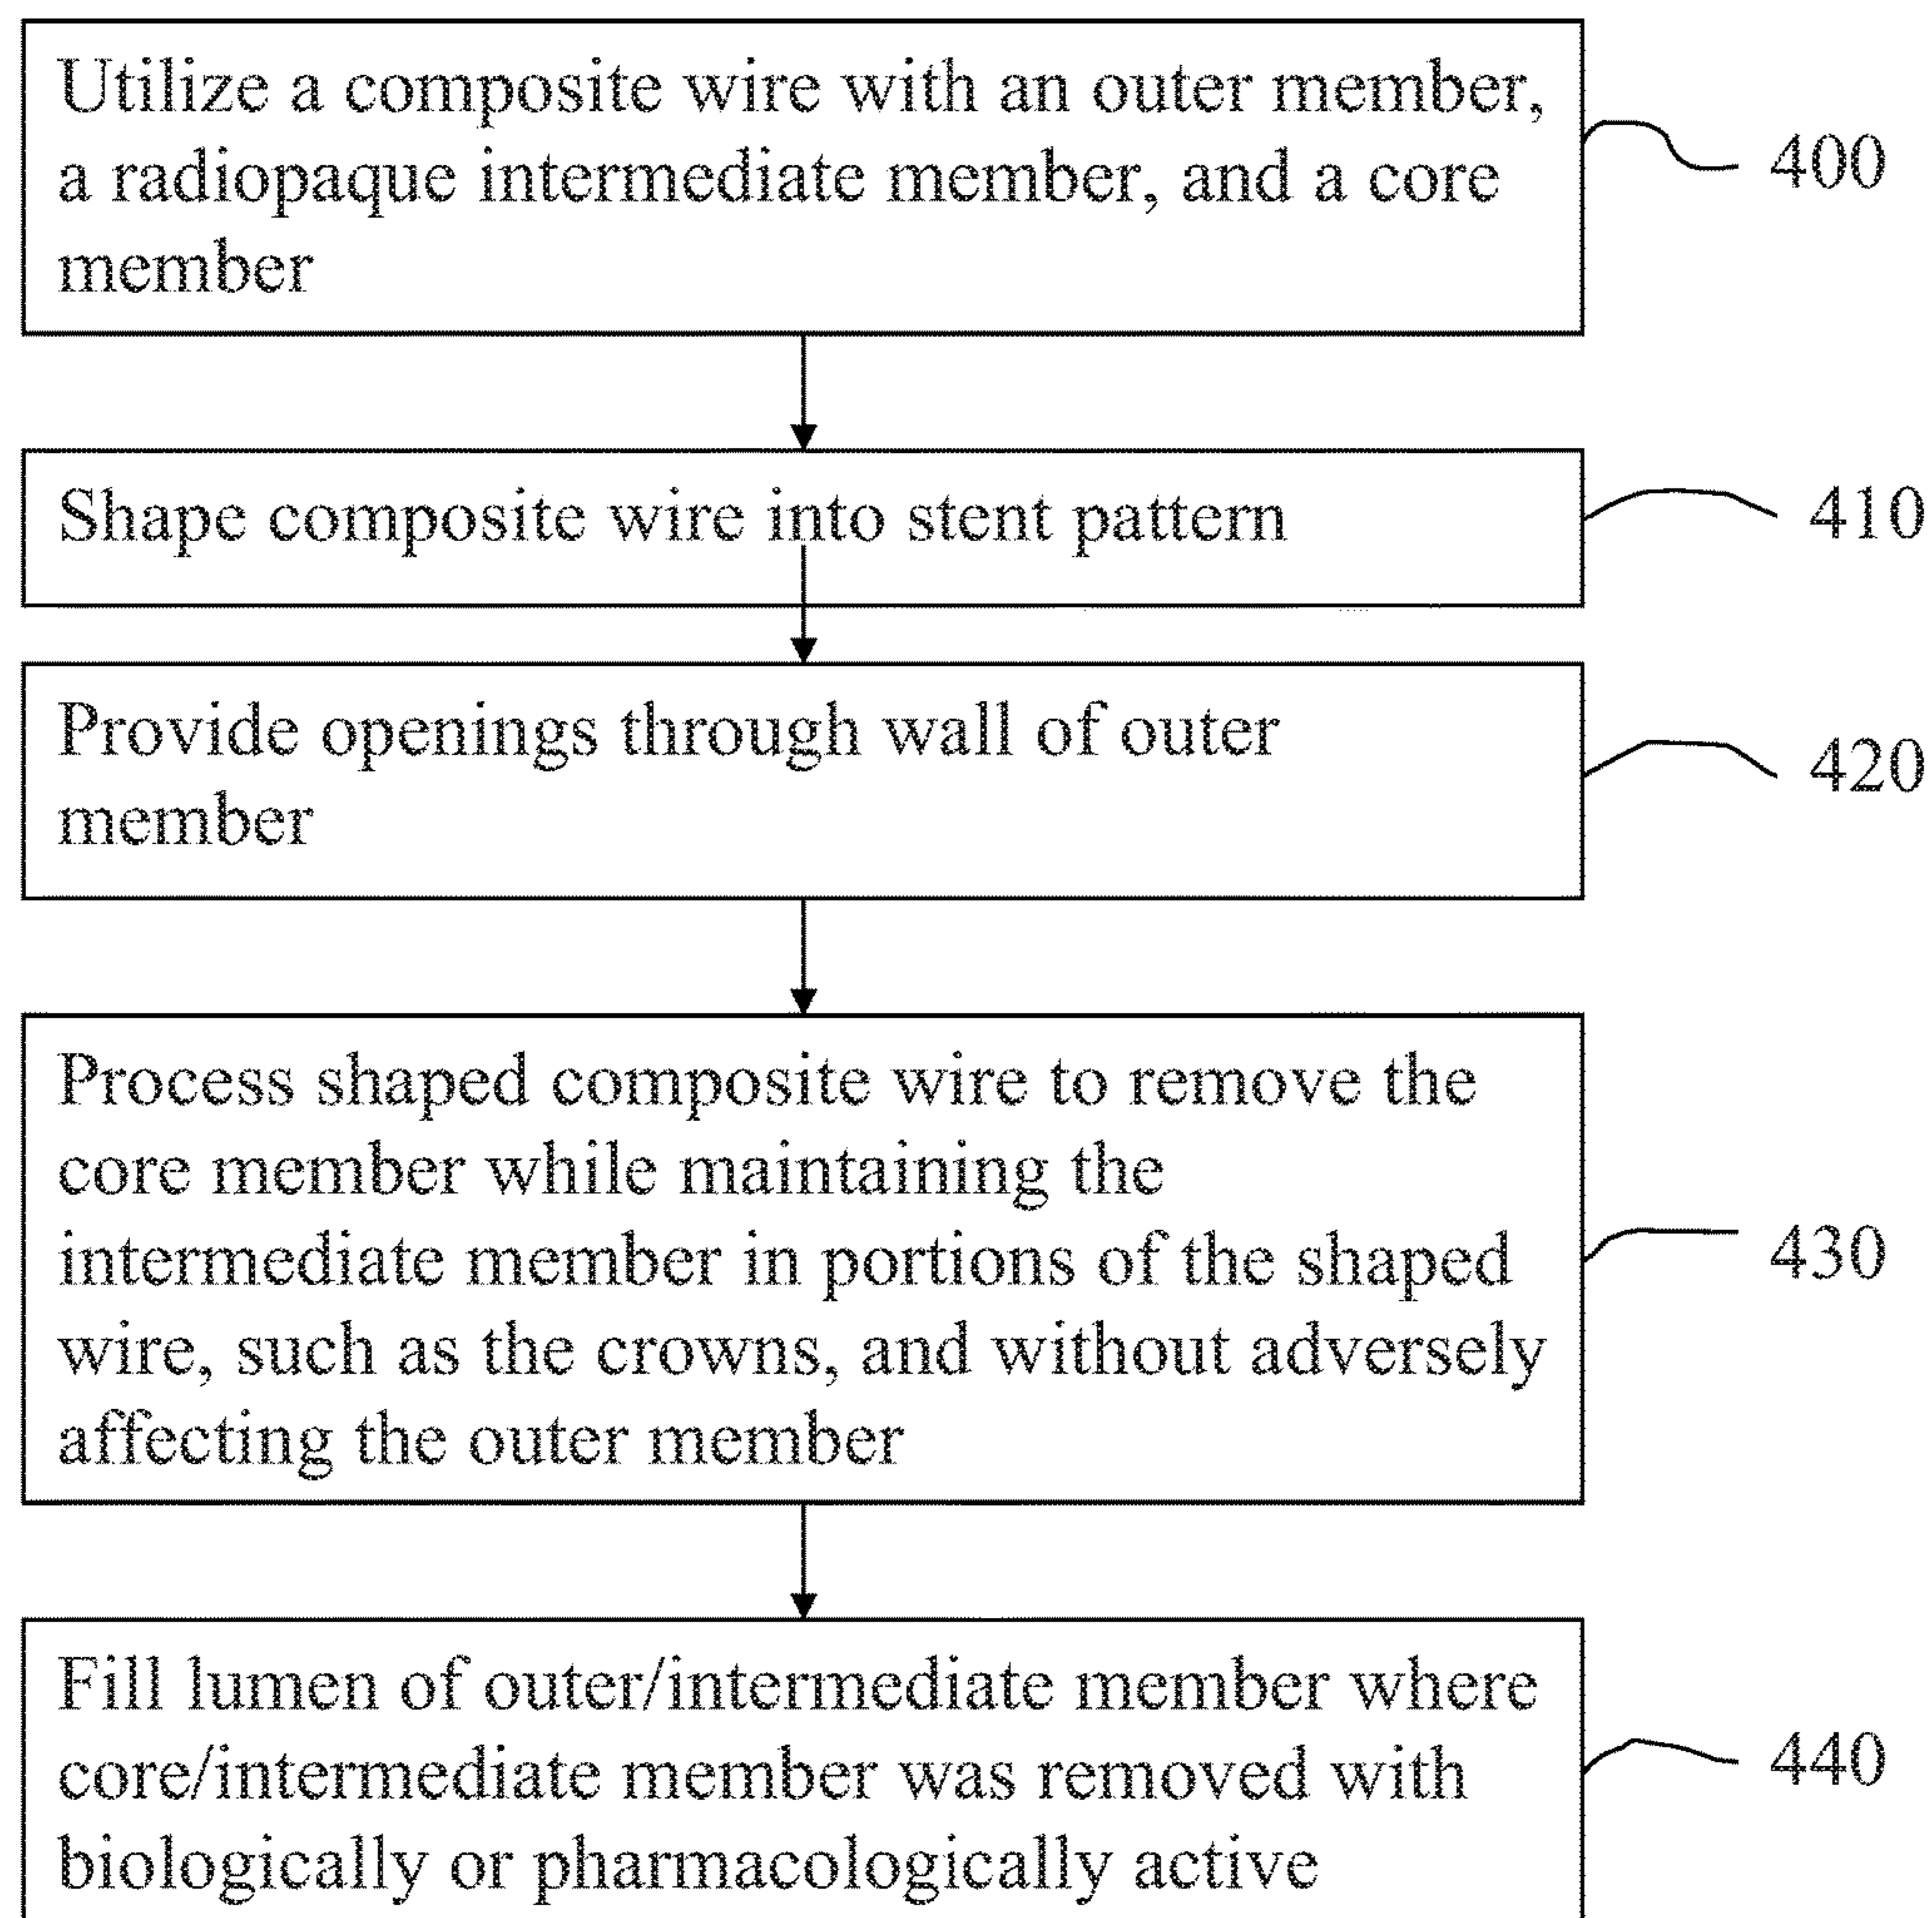 Utilize a composite wire with an outer member,
a radiopaque intermediate member, and a core
member
400
Shape composite wire into stent pattern
410
Provide openings through wall of outer
member
420
Process shaped composite wire to remove the
core member while maintaining the
intermediate member in portions of the shaped
wire, such as the crowns, and without adversely
affecting the outer member
430
Fill lumen of outer/intermediate member where
core/intermediate member was removed with
biologically or pharmacologically active
440